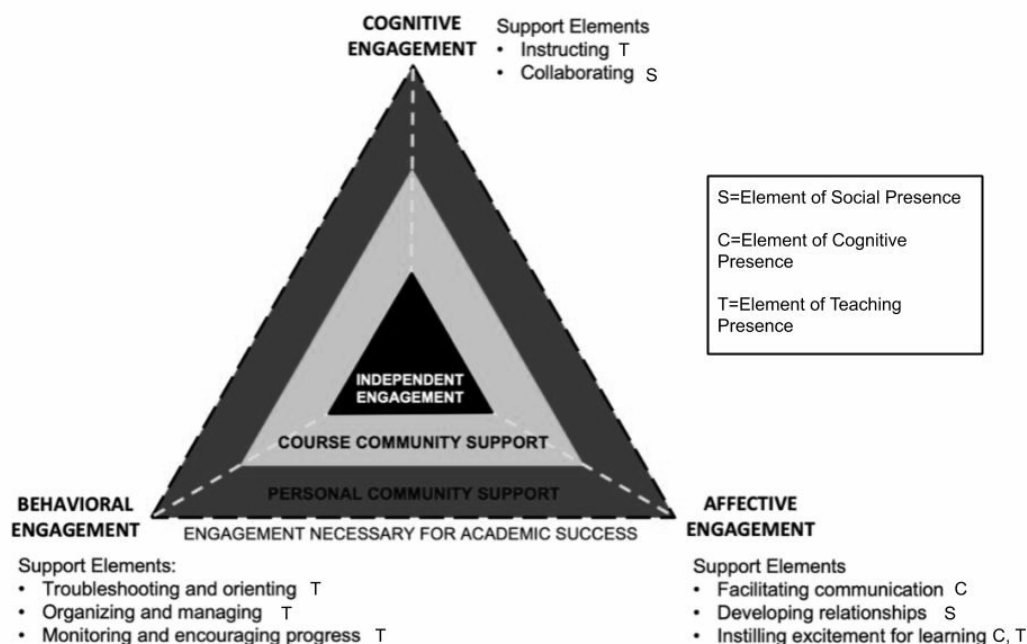 COGNITIVE
ENGAGEMENT
Support Elements
• Instructing T
• Collaborating S
S=Element of Social Presence
C=Element of Cognitive
Presence
T=Element of Teaching
Presence
INDEPENDENT
ENGAGEMENT
COURSE COMMUNITY SUPPORT
PERSONAL COMMUNITY SUPPORT
ENGAGEMENT NECESSARY FOR ACADEMIC SUCCESS
BEHAVIORAL
ENGAGEMENT
Support Elements:
• Troubleshooting and orienting T
• Organizing and managing T
• Monitoring and encouraging progress T
AFFECTIVE
ENGAGEMENT
Support Elements
• Facilitating communication C
• Developing relationships S
• Instilling excitement for learning C, T